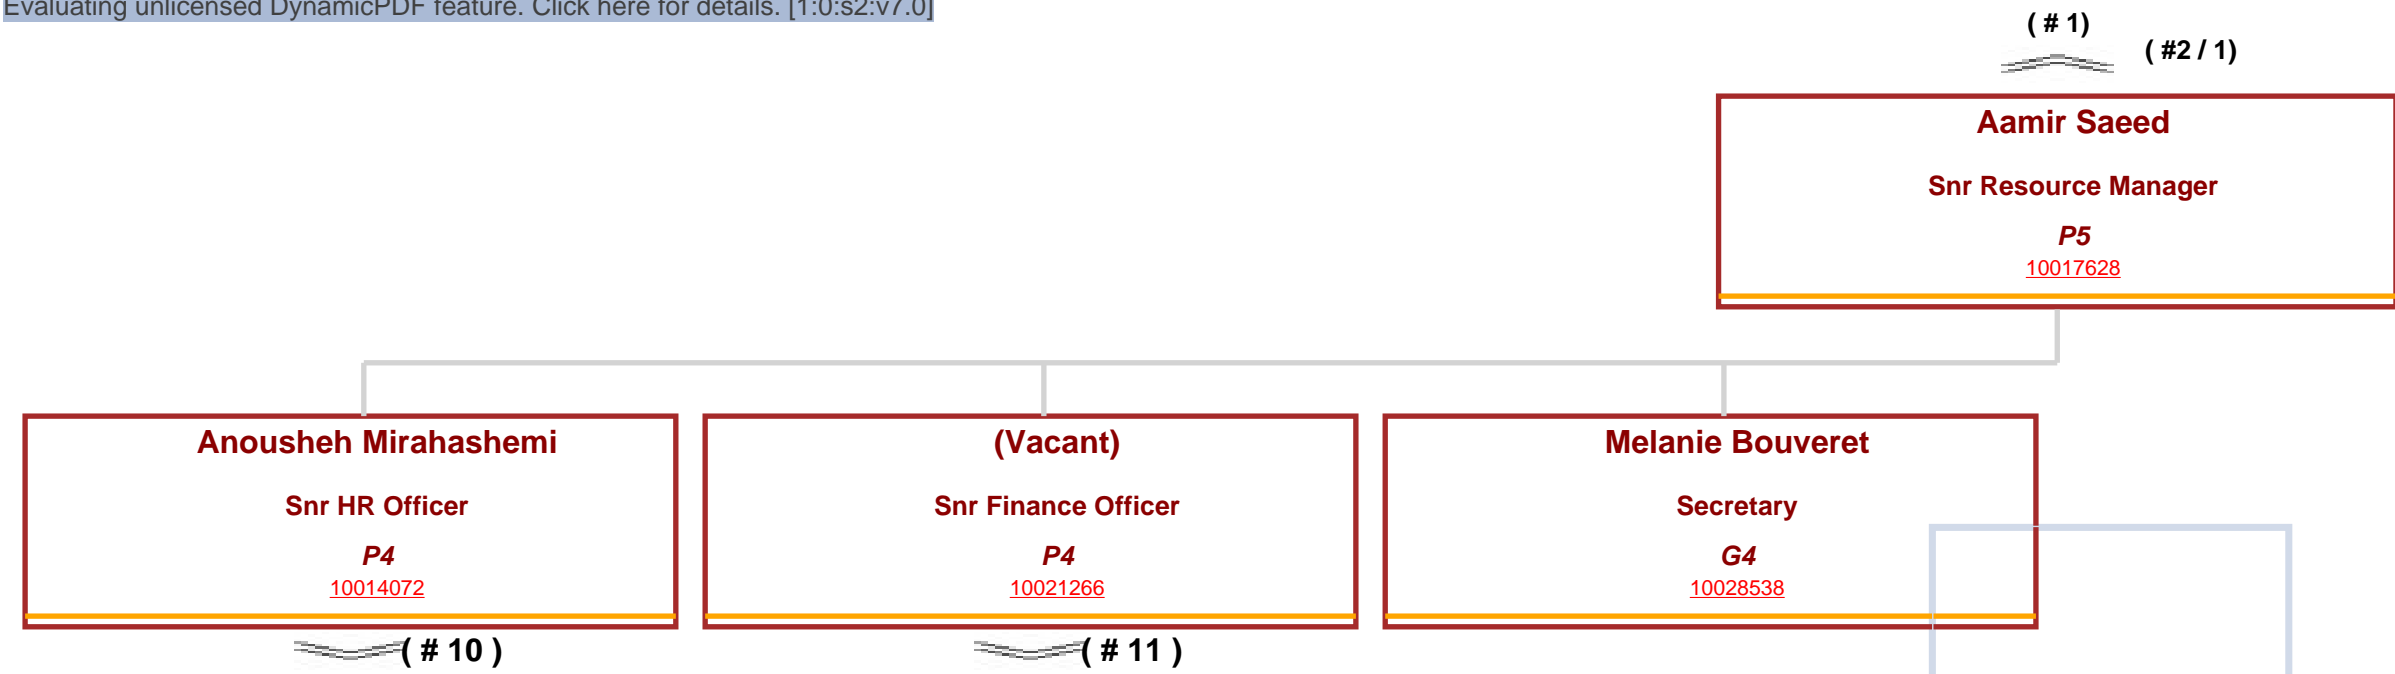 Evaluating unlicensed DynamicPDF feature. Click here for details. [1:0:s2:v7.0]
( # 1)
( #2 / 1)
Aamir Saeed
Snr Resource Manager
P5
10017628
Anousheh Mirahashemi
Snr HR Officer
P4
10014072
( # 10 )
(Vacant)
Snr Finance Officer
P4
10021266
( # 11 )
Melanie Bouveret
Secretary
G4
10028538